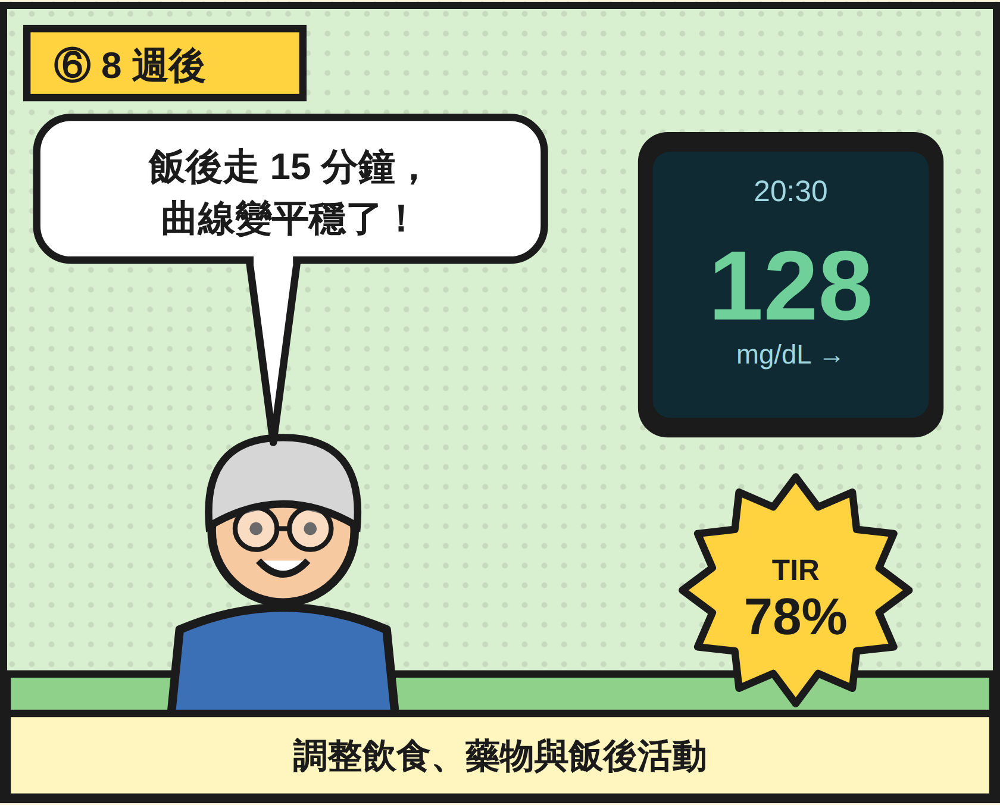 ⑥ 8 週後
飯後走 15 分鐘，
曲線變平穩了！
20:30
128
mg/dL →
TIR
78%
調整飲食、藥物與飯後活動